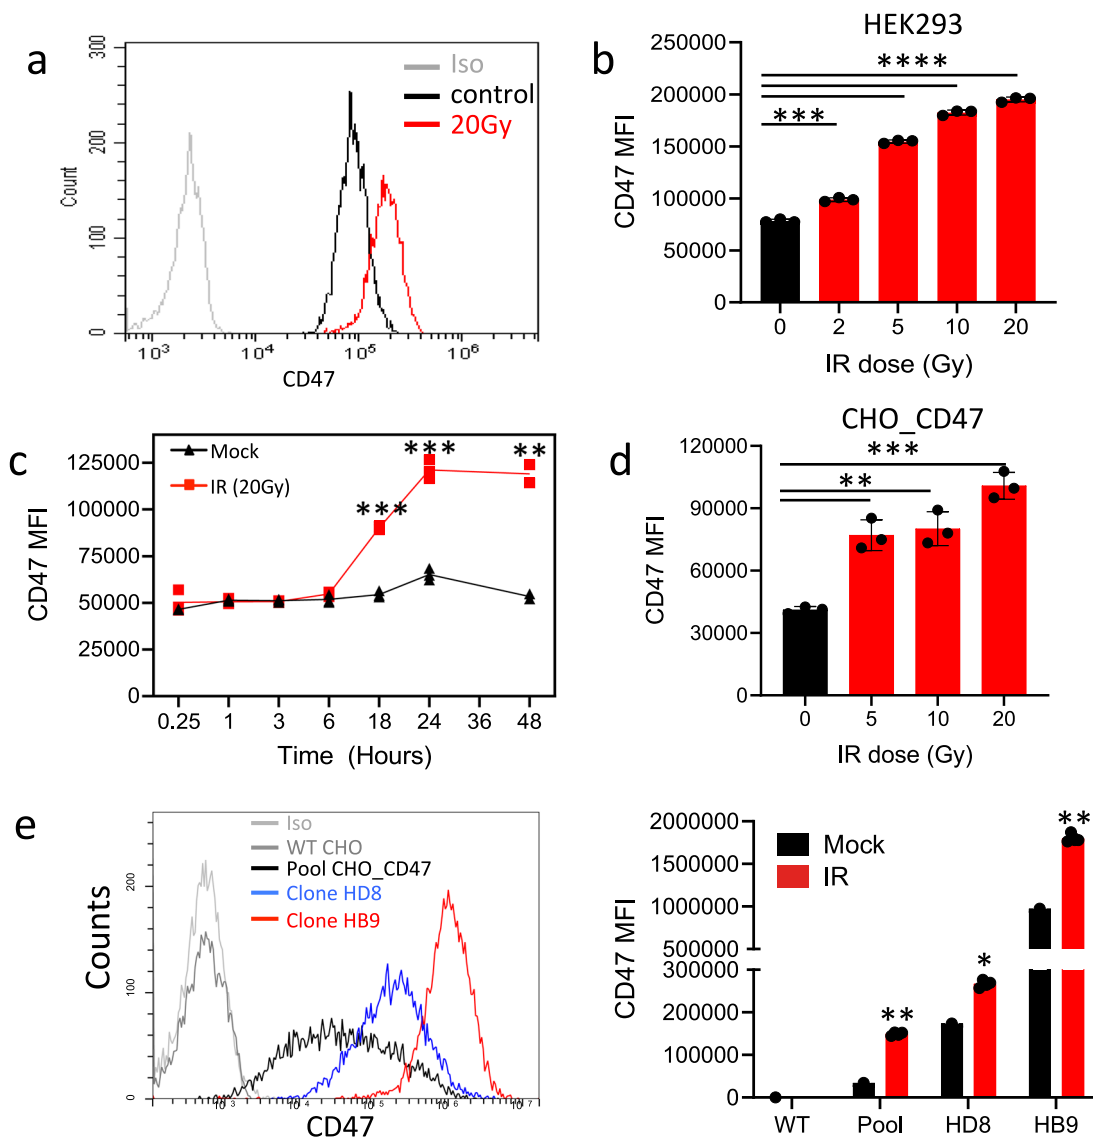 a
300
200
100
0
Count
Iso
control
20Gy
10³ 10⁴ 10⁵ 10⁶
CD47
b
HEK293
250000
200000
150000
100000
50000
0
CD47 MFI
****
***
0 2 5 10 20
IR dose (Gy)
c
125000
100000
75000
50000
25000
0
CD47 MFI
Mock
IR (20Gy)
*** *** **
0.25 1 3 6 18 24 36 48
Time (Hours)
d
CHO_CD47
120000
90000
60000
30000
0
CD47 MFI
***
**
0 5 10 20
IR dose (Gy)
e
200
100
0
Counts
Iso
WT CHO
Pool CHO_CD47
Clone HD8
Clone HB9
10³ 10⁴ 10⁵ 10⁶ 10⁷
CD47
2000000
1500000
1000000
500000
300000
200000
100000
0
CD47 MFI
Mock
IR
** * **
WT Pool HD8 HB9